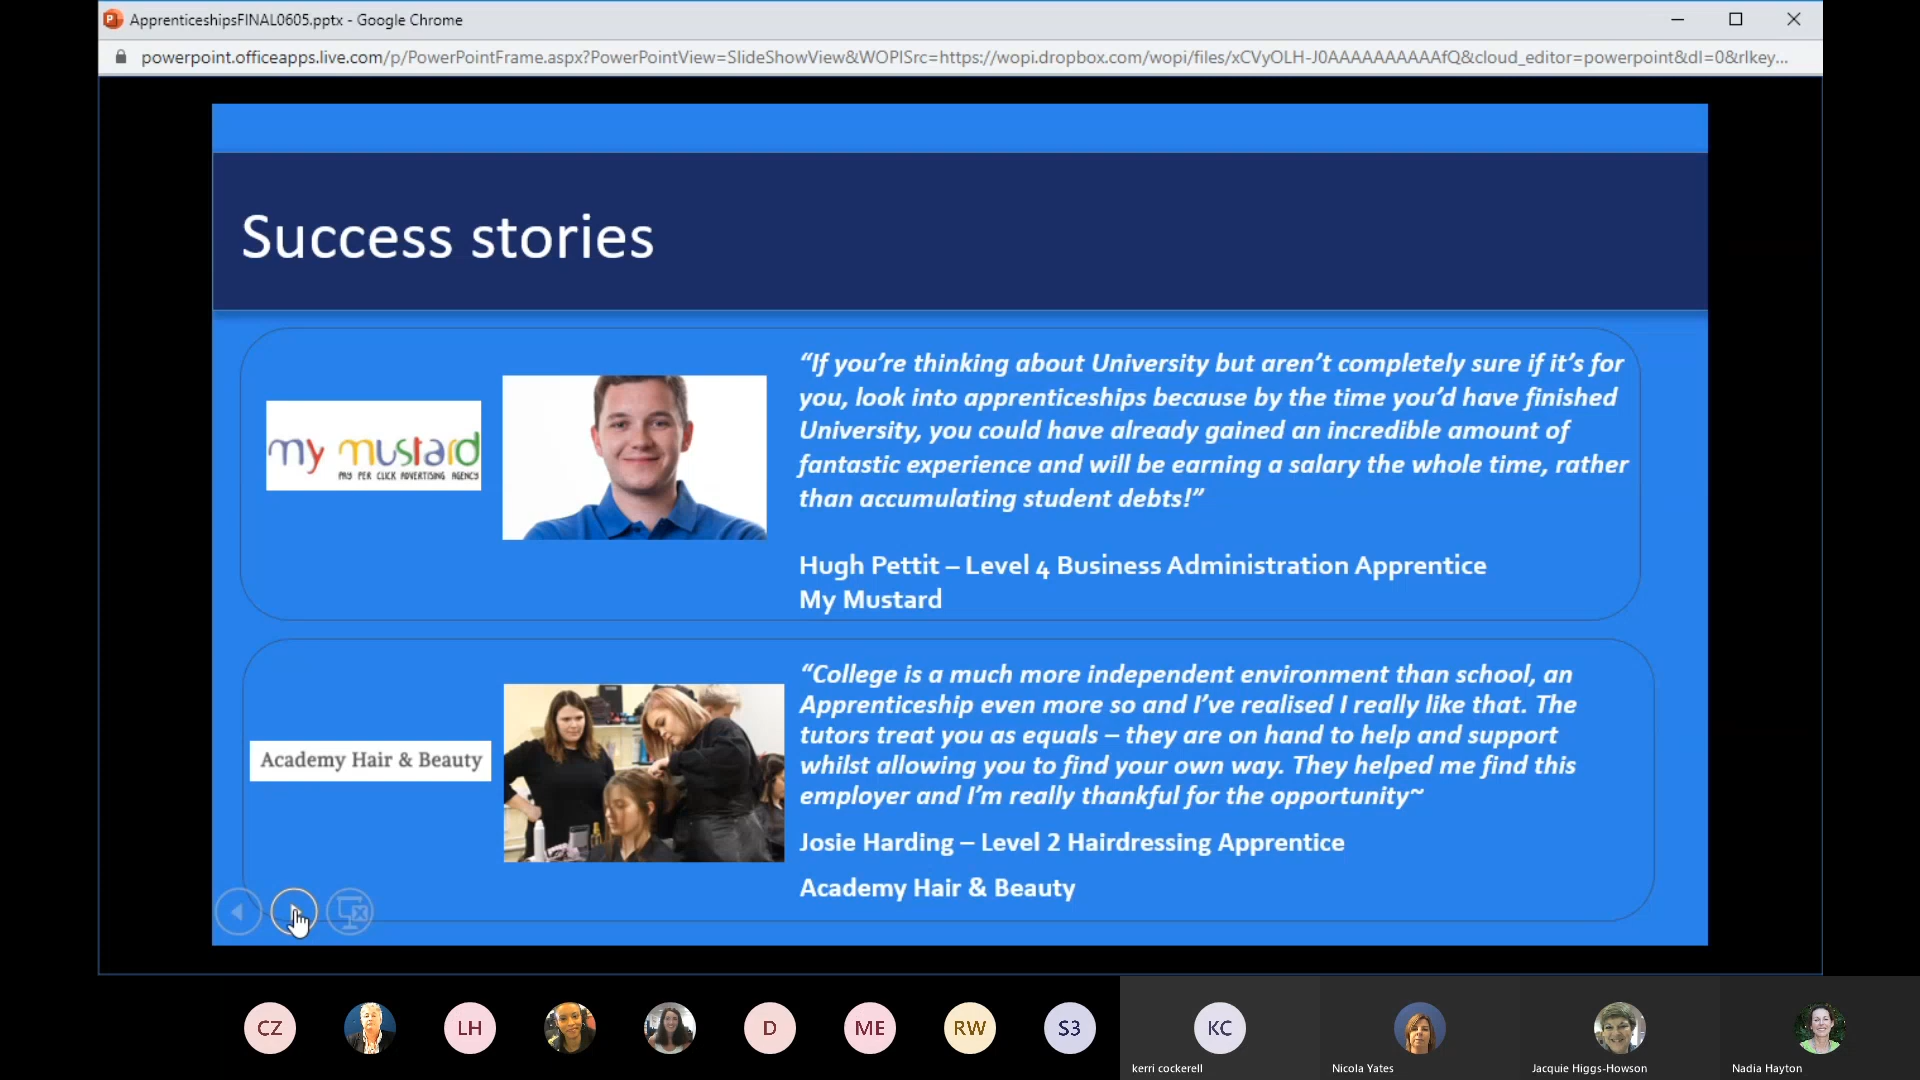 ApprenticeshipsFINAL0605.pptx - Google Chrome
powerpoint.officeapps.live.com/p/PowerPointFrame.aspx?PowerPointView=SlideShowView&WOPISrc=https://wopi.dropbox.com/wopi/files/xCVyOLH-J0AAAAAAAAAAfQ&cloud_editor=powerpoint&dl=0&rlkey...
Success stories
my mustard
PAY PER CLICK ADVERTISING AGENCY
“If you’re thinking about University but aren’t completely sure if it’s for
you, look into apprenticeships because by the time you’d have finished
University, you could have already gained an incredible amount of
fantastic experience and will be earning a salary the whole time, rather
than accumulating student debts!”
Hugh Pettit – Level 4 Business Administration Apprentice
My Mustard
Academy Hair & Beauty
“College is a much more independent environment than school, an
Apprenticeship even more so and I’ve realised I really like that. The
tutors treat you as equals – they are on hand to help and support
whilst allowing you to find your own way. They helped me find this
employer and I’m really thankful for the opportunity~
Josie Harding – Level 2 Hairdressing Apprentice
Academy Hair & Beauty
CZ
LH
D
ME
RW
S3
KC
kerri cockerell
Nicola Yates
Jacquie Higgs-Howson
Nadia Hayton